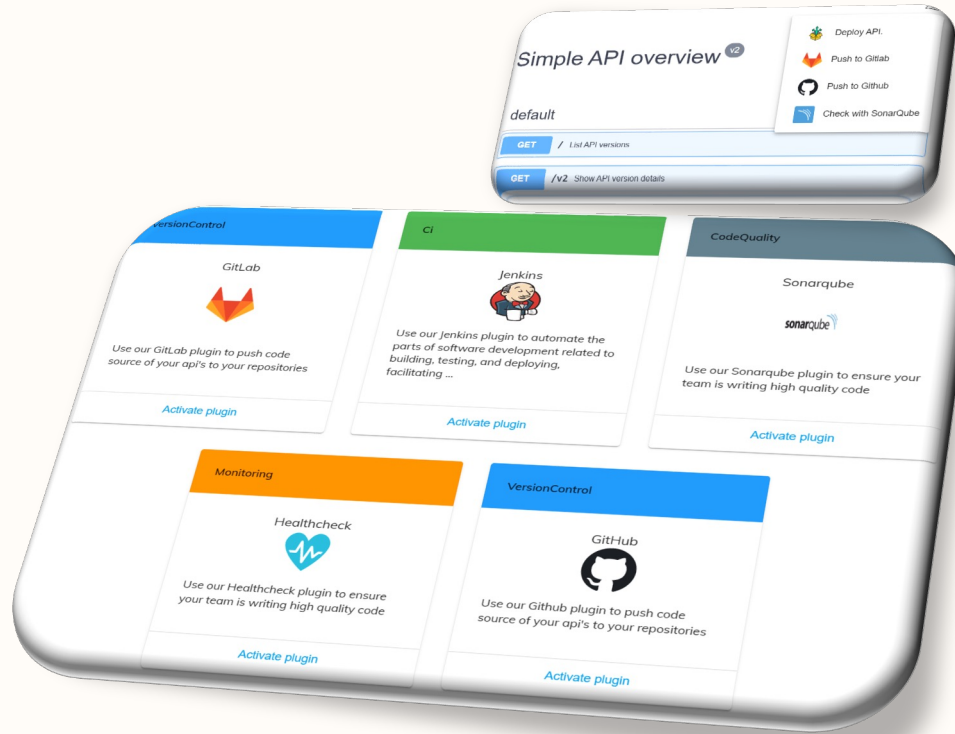 Simple API overview v2
Deploy API.
Push to Gitlab
Push to Github
Check with SonarQube
default
GET / List API versions
GET /v2 Show API version details
VersionControl
GitLab
Use our GitLab plugin to push code
source of your api's to your repositories
Activate plugin
Ci
Jenkins
Use our Jenkins plugin to automate the
parts of software development related to
building, testing, and deploying,
facilitating ...
Activate plugin
CodeQuality
Sonarqube
sonarqube
Use our Sonarqube plugin to ensure your
team is writing high quality code
Activate plugin
Monitoring
Healthcheck
Use our Healthcheck plugin to ensure
your team is writing high quality code
Activate plugin
VersionControl
GitHub
Use our Github plugin to push code
source of your api's to your repositories
Activate plugin